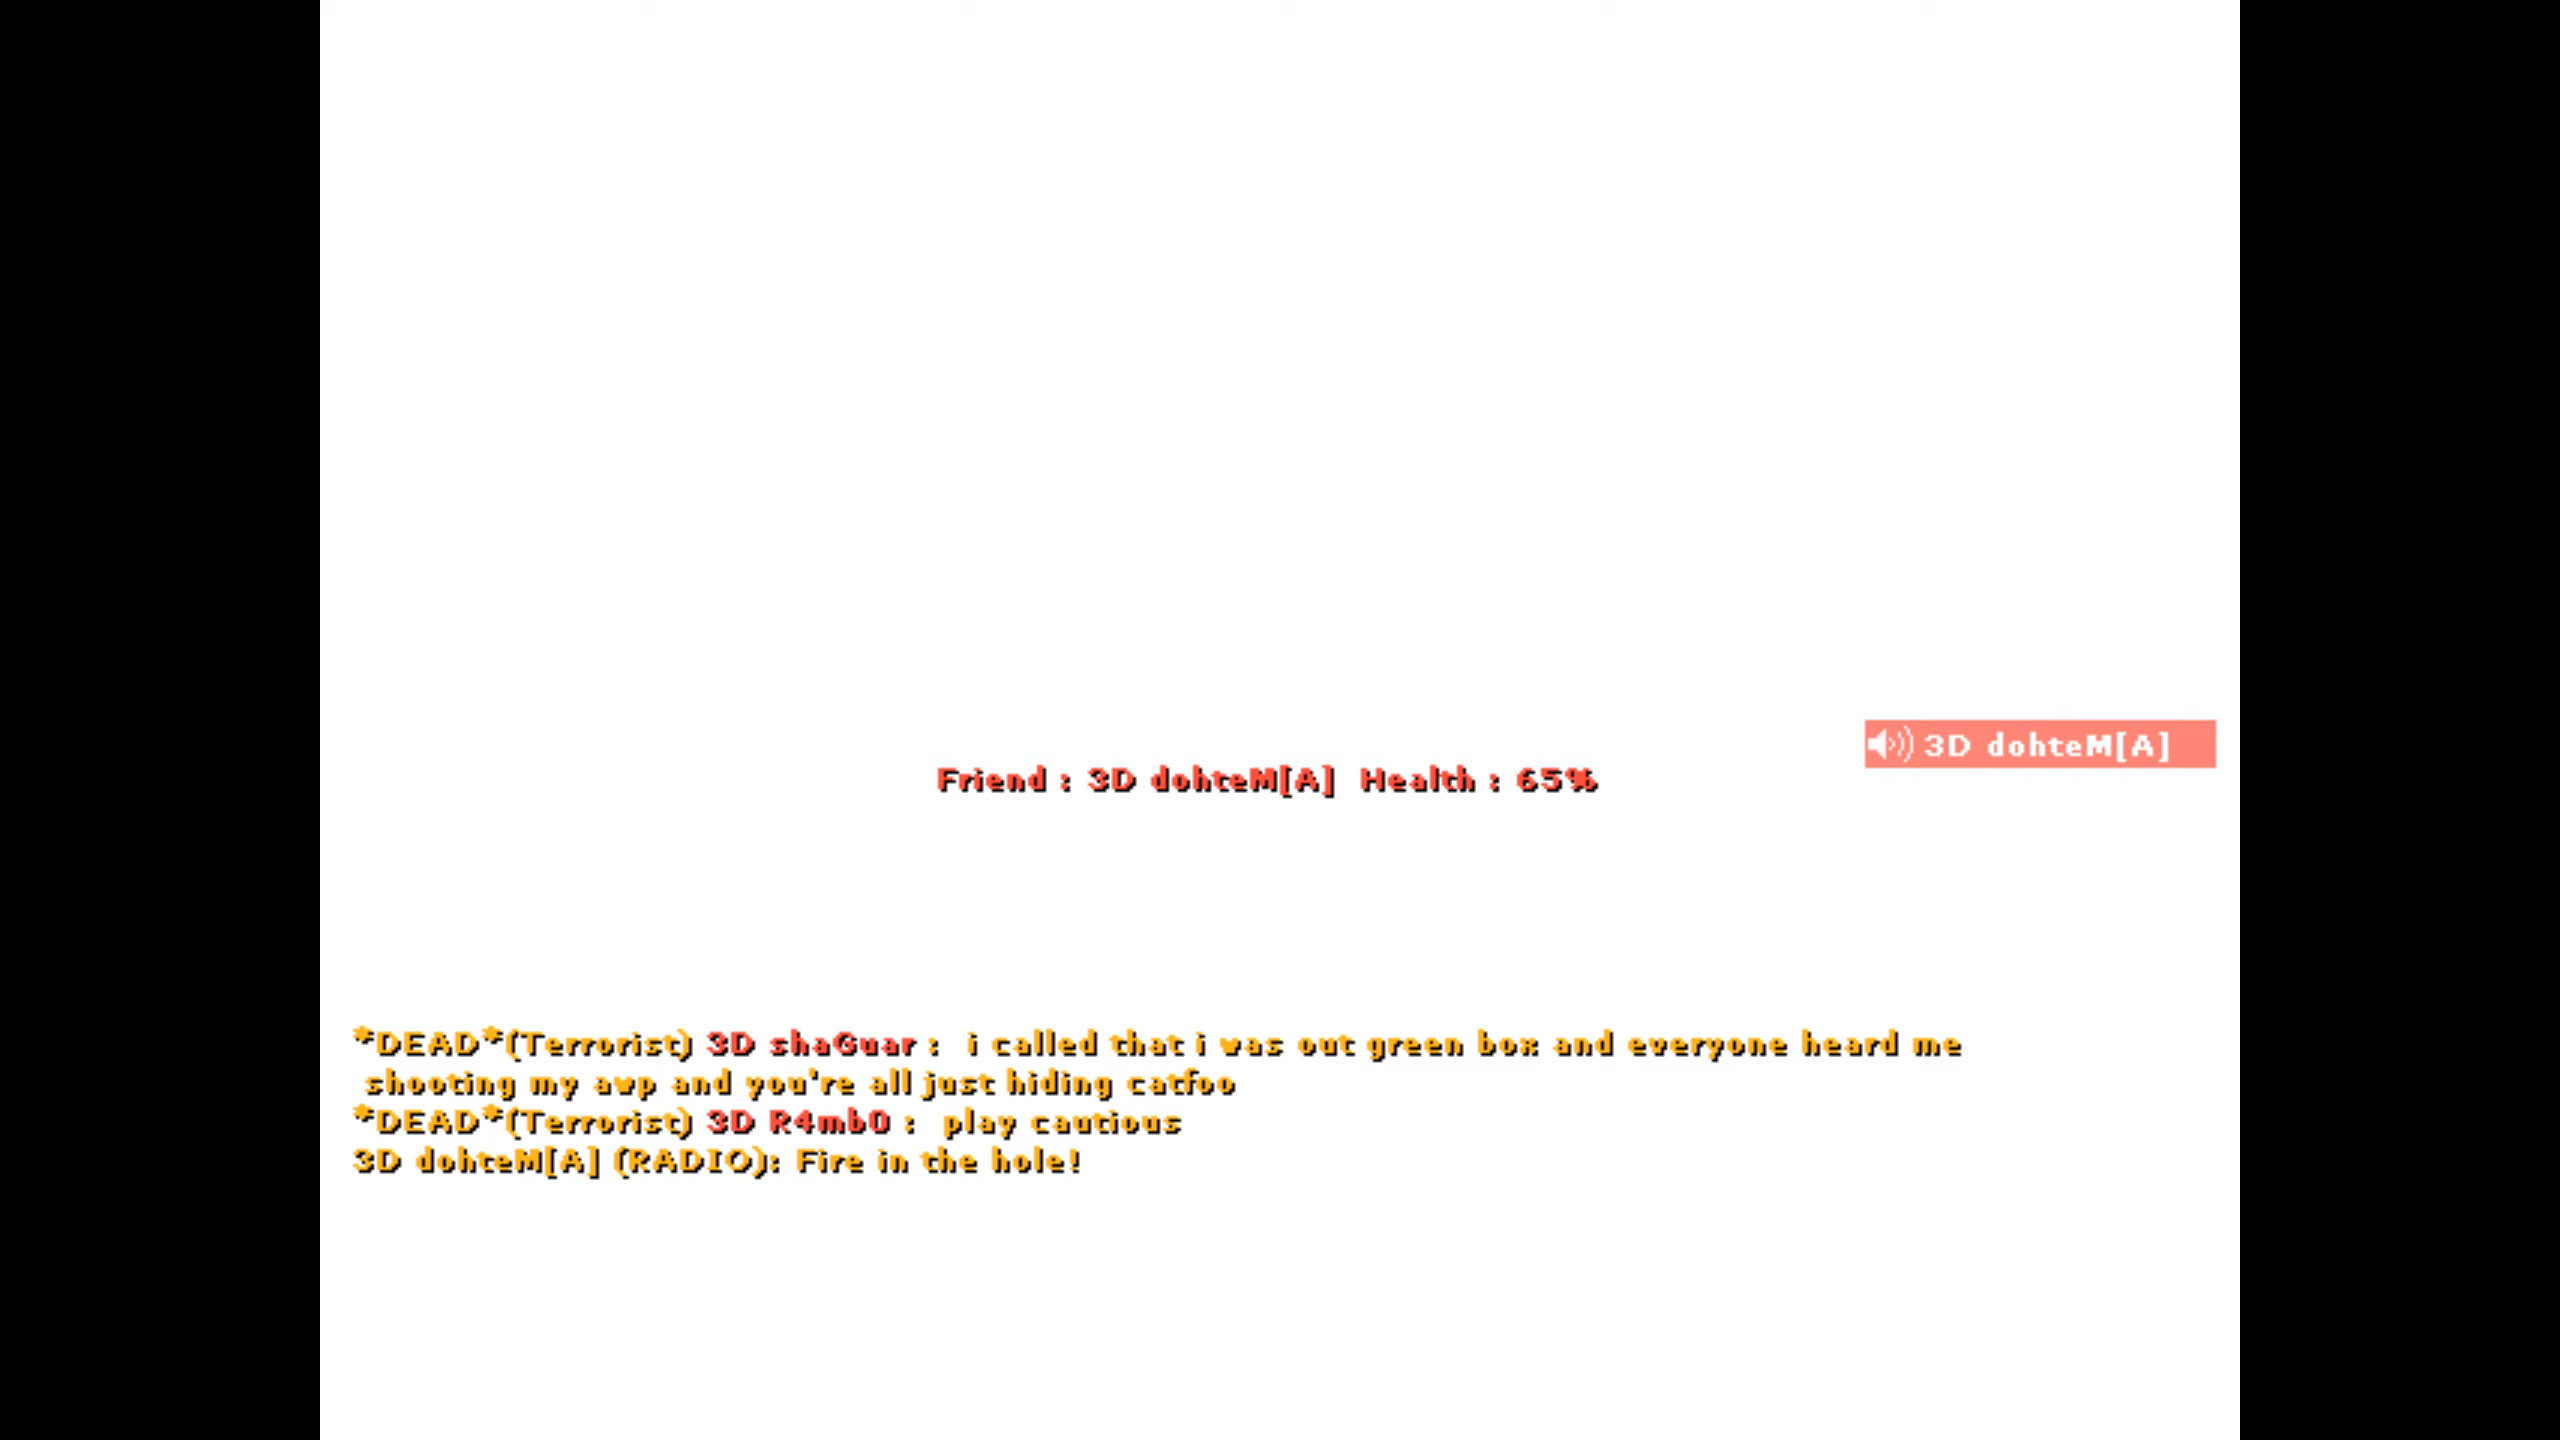 3D dohteM[A]
Friend : 3D dohteM[A] Health : 65%
*DEAD*(Terrorist) 3D shaGuar : i called that i was out green box and everyone heard me
shooting my awp and you're all just hiding catfoo
*DEAD*(Terrorist) 3D R4mb0 : play cautious
3D dohteM[A] (RADIO): Fire in the hole!